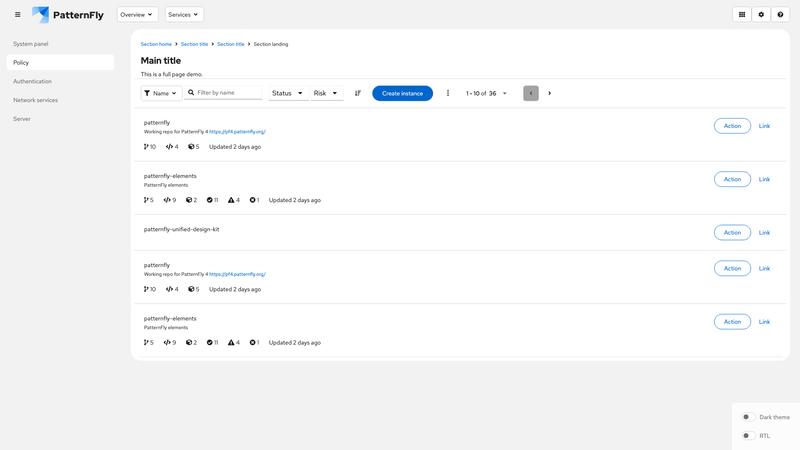 PatternFly
Overview
Services
System panel
Policy
Authentication
Network services
Server
Section home
Section title
Section title
Section landing
Main title
This is a full page demo.
Name
Filter by name
Status
Risk
Create instance
1 - 10 of 36
patternfly
Working repo for PatternFly 4 https://pf4.patternfly.org/
10 4 5 Updated 2 days ago
Action Link
patternfly-elements
PatternFly elements
5 9 2 11 4 1 Updated 2 days ago
Action Link
patternfly-unified-design-kit
Action Link
patternfly
Working repo for PatternFly 4 https://pf4.patternfly.org/
10 4 5 Updated 2 days ago
Action Link
patternfly-elements
PatternFly elements
5 9 2 11 4 1 Updated 2 days ago
Action Link
Dark theme
RTL